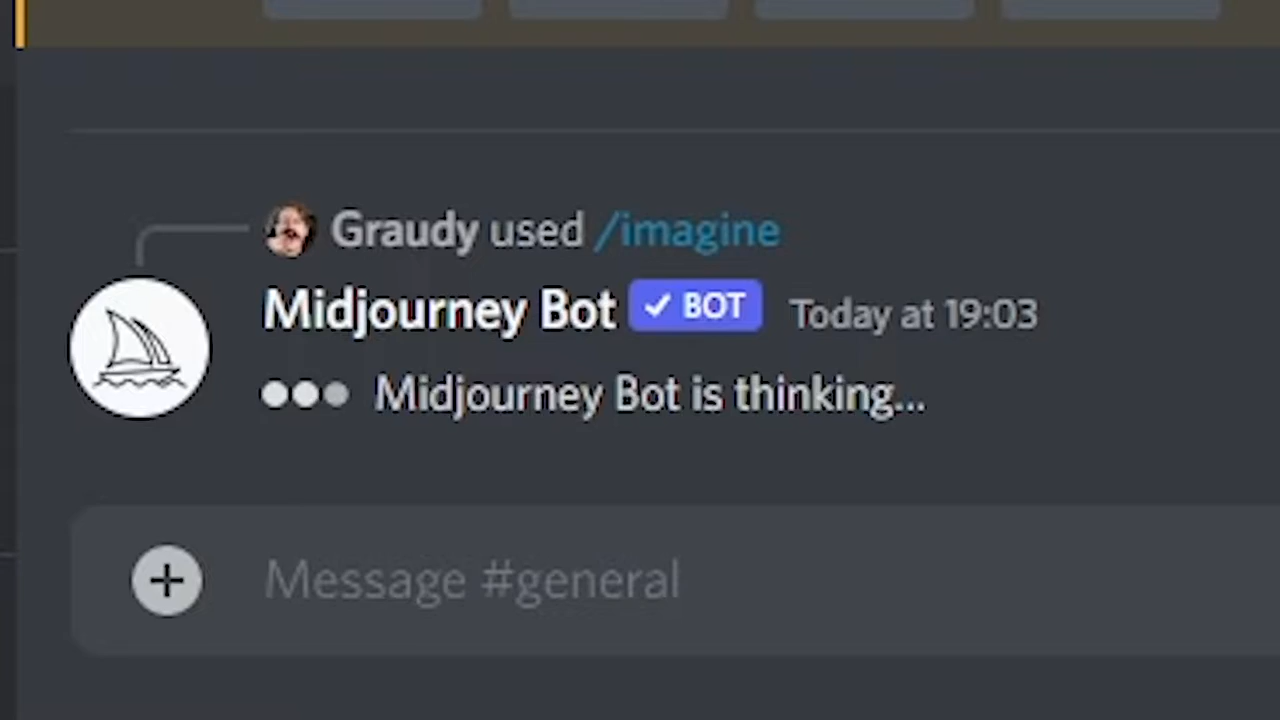 Graudy used /imagine
Midjourney Bot ✓ BOT Today at 19:03
Midjourney Bot is thinking...
Message #general